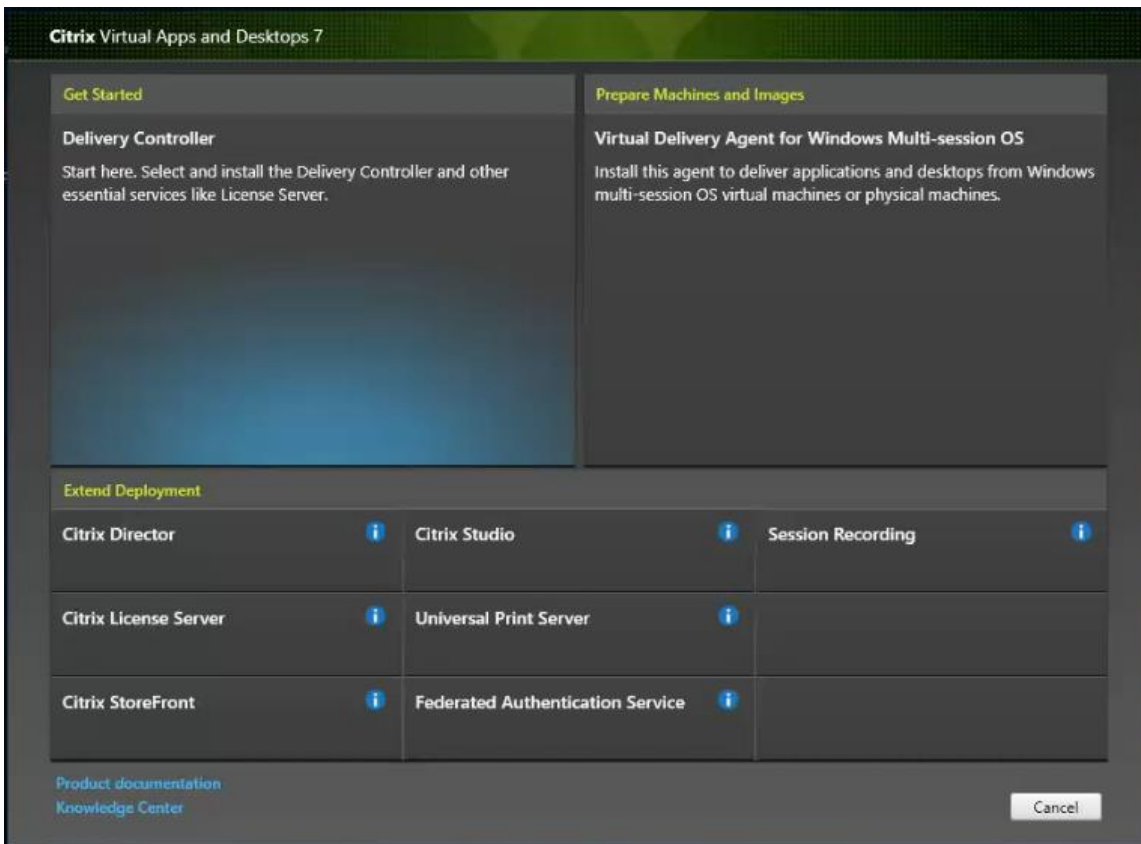 Citrix Virtual Apps and Desktops 7
Get Started
Delivery Controller
Start here. Select and install the Delivery Controller and other
essential services like License Server.
Prepare Machines and Images
Virtual Delivery Agent for Windows Multi-session OS
Install this agent to deliver applications and desktops from Windows
multi-session OS virtual machines or physical machines.
Extend Deployment
Citrix Director
Citrix Studio
Session Recording
Citrix License Server
Universal Print Server
Citrix StoreFront
Federated Authentication Service
Product documentation
Knowledge Center
Cancel